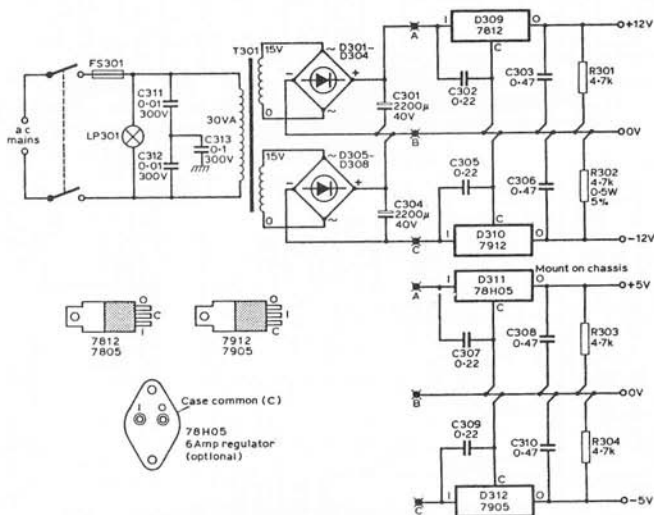 FS301
a c
mains
LP301
C311
0·01
300V
C312
0·01
300V
C313
0·1
300V
30VA
T301
15V
0
15V
0
~
D301-
D304
- +
~
~
D305-
D308
- +
~
C301
2200µ
40V
C304
2200µ
40V
A
B
C
I D309 O
7812
C
C302
0·22
C303
0·47
R301
4·7k
+12V
0V
C305
0·22
C306
0·47
R302
4·7k
0·5W
5%
C
I D310 O
7912
-12V
Mount on chassis
A
I D311 O
78H05
C
+5V
C307
0·22
C308
0·47
R303
4·7k
B
0V
C309
0·22
C310
0·47
R304
4·7k
C
C
I D312 O
7905
-5V
O
C
I
7812
7805
O
I
C
7912
7905
I O
Case common (C)
78H05
6Amp regulator
(optional)